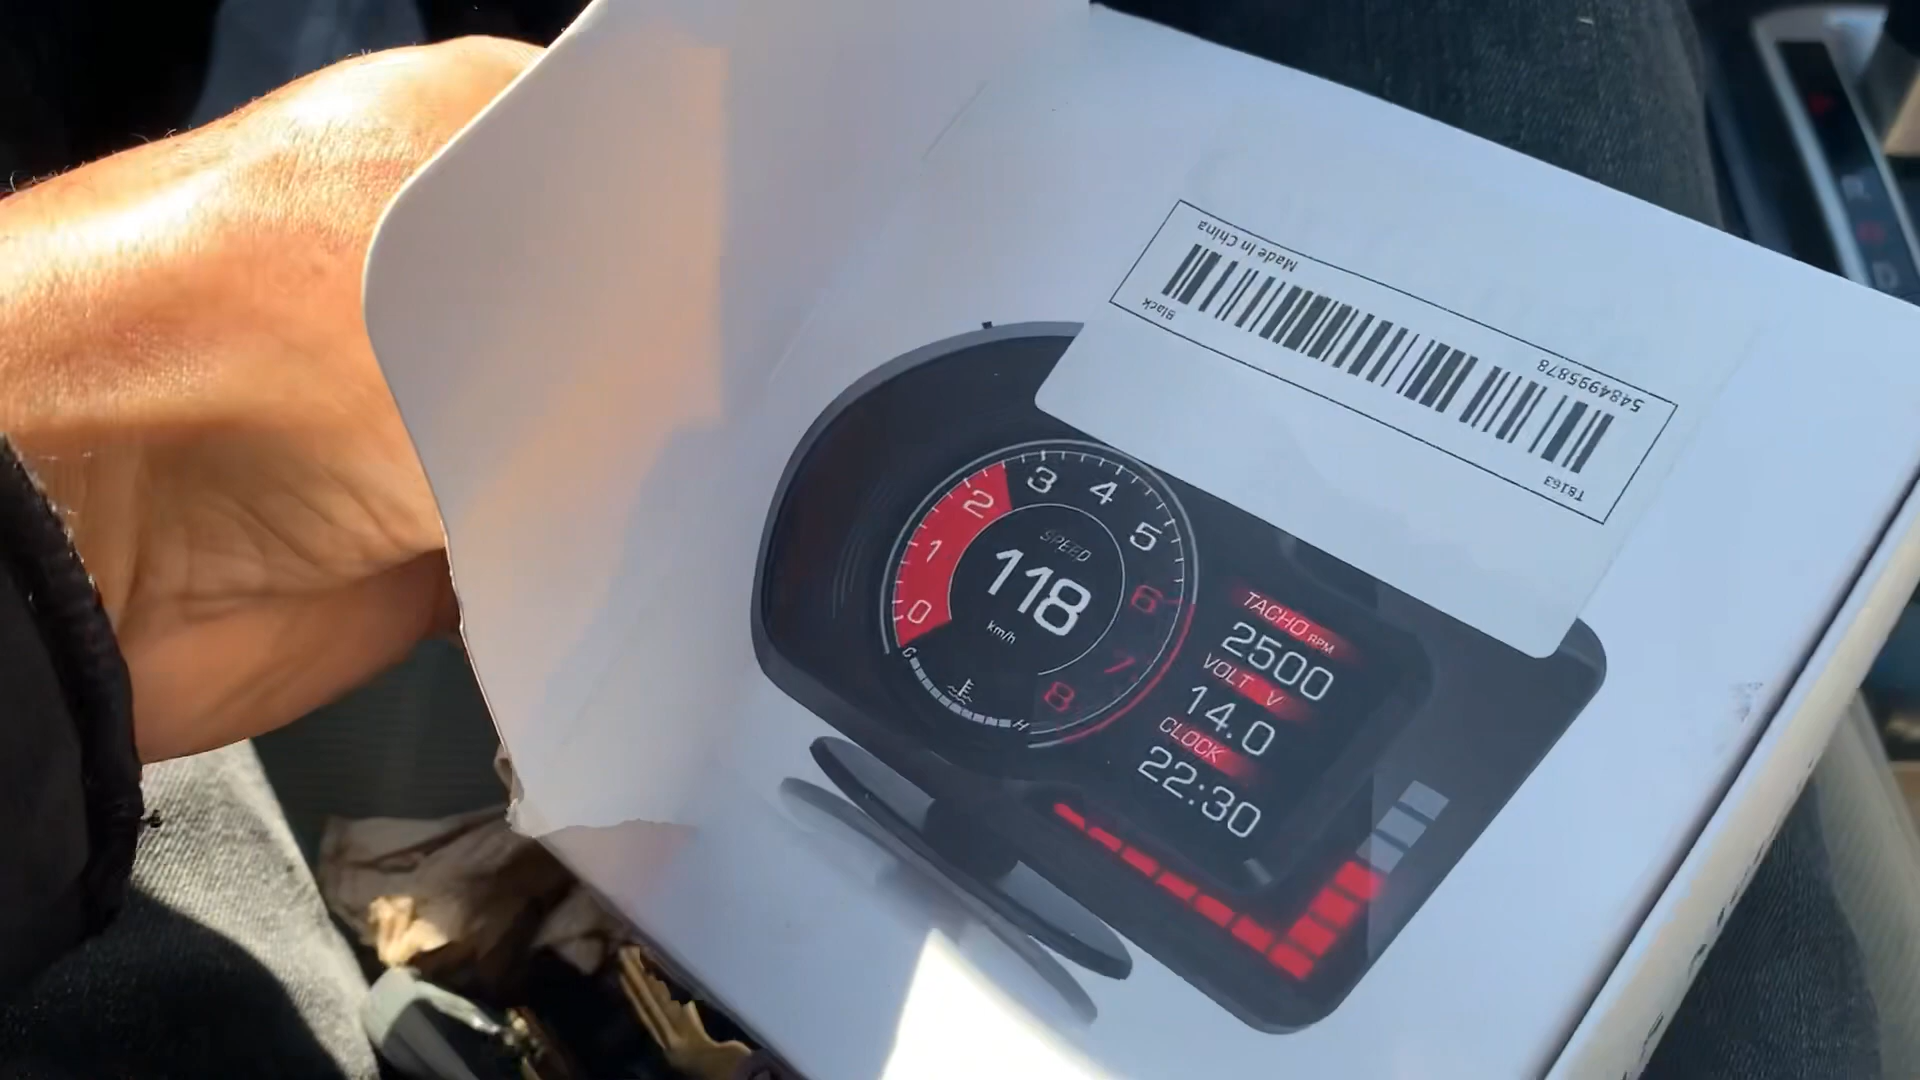 Made In China
Black
5484995878
T8163
0 1 2 3 4 5 6 7 8
SPEED
118
km/h
C
H
TACHO RPM
2500
VOLT V
14.0
CLOCK
22:30
R
D